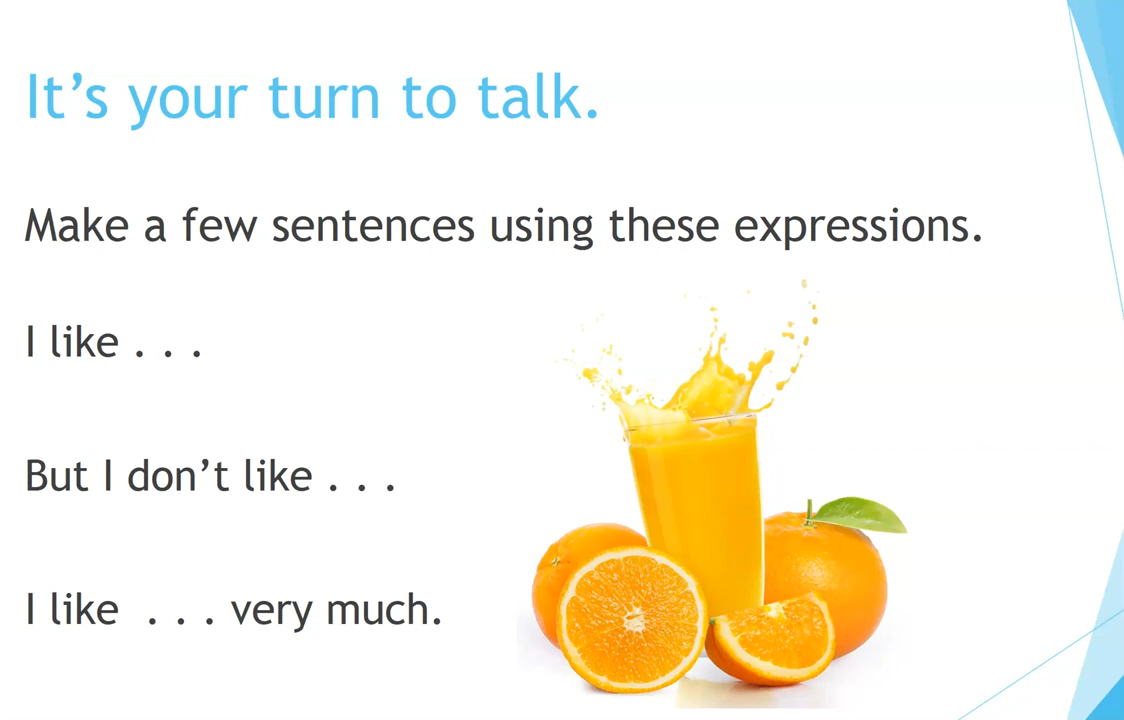 It’s your turn to talk.
Make a few sentences using these expressions.
I like . . .
But I don’t like . . .
I like  . . . very much.